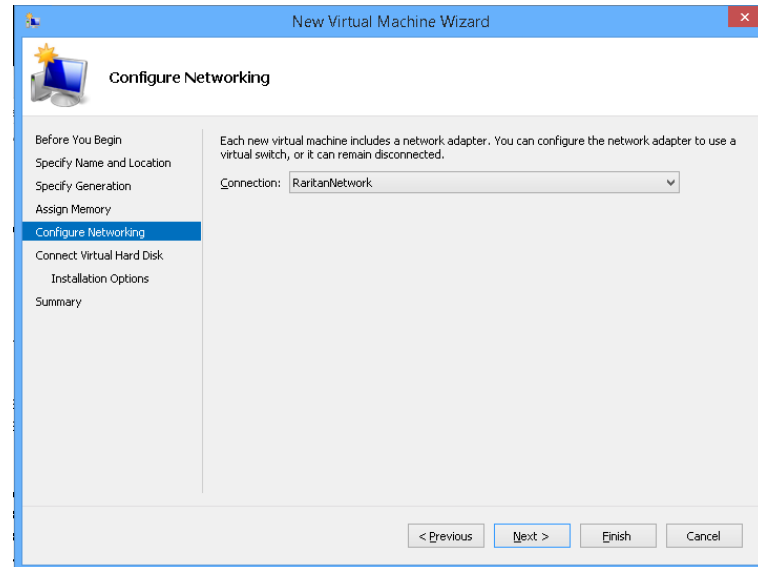 New Virtual Machine Wizard
Configure Networking
Before You Begin
Specify Name and Location
Specify Generation
Assign Memory
Configure Networking
Connect Virtual Hard Disk
Installation Options
Summary
Each new virtual machine includes a network adapter. You can configure the network adapter to use a
virtual switch, or it can remain disconnected.
Connection: RaritanNetwork
< Previous Next > Finish Cancel